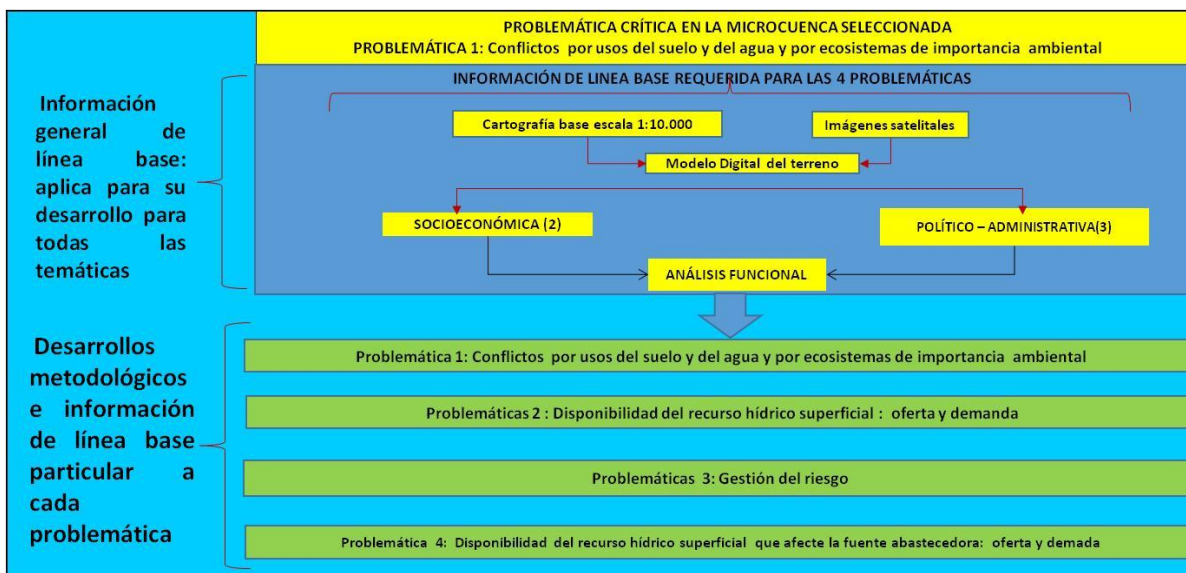 PROBLEMÁTICA CRÍTICA EN LA MICROCUENCA SELECCIONADA
PROBLEMÁTICA 1: Conflictos por usos del suelo y del agua y por ecosistemas de importancia ambiental
Información
general de
línea base:
aplica para su
desarrollo para
todas las
temáticas
INFORMACIÓN DE LINEA BASE REQUERIDA PARA LAS 4 PROBLEMÁTICAS
Cartografía base escala 1:10.000
Imágenes satelitales
Modelo Digital del terreno
SOCIOECONÓMICA (2)
POLÍTICO – ADMINISTRATIVA(3)
ANÁLISIS FUNCIONAL
Desarrollos
metodológicos
e información
de línea base
particular a
cada
problemática
Problemática 1: Conflictos por usos del suelo y del agua y por ecosistemas de importancia ambiental
Problemáticas 2 : Disponibilidad del recurso hídrico superficial : oferta y demanda
Problemáticas 3: Gestión del riesgo
Problemática 4: Disponibilidad del recurso hídrico superficial que afecte la fuente abastecedora: oferta y demada